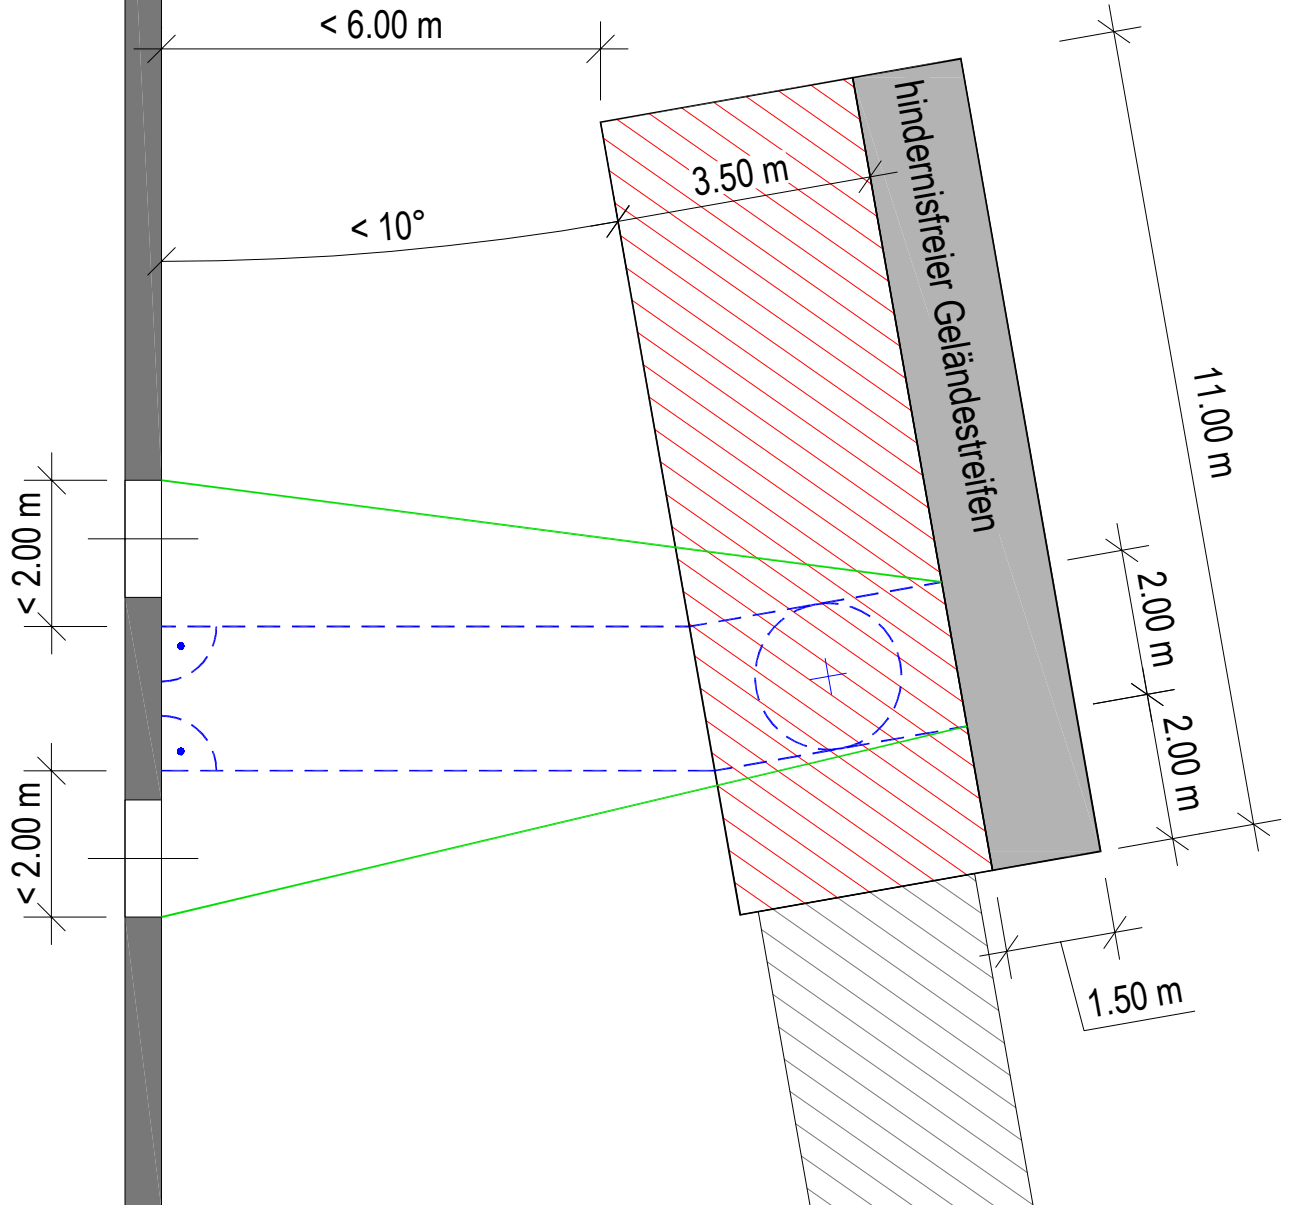 < 6.00 m
hindernisfreier Geländestreifen
3.50 m
< 10°
11.00 m
< 2.00 m
2.00 m
2.00 m
< 2.00 m
1.50 m